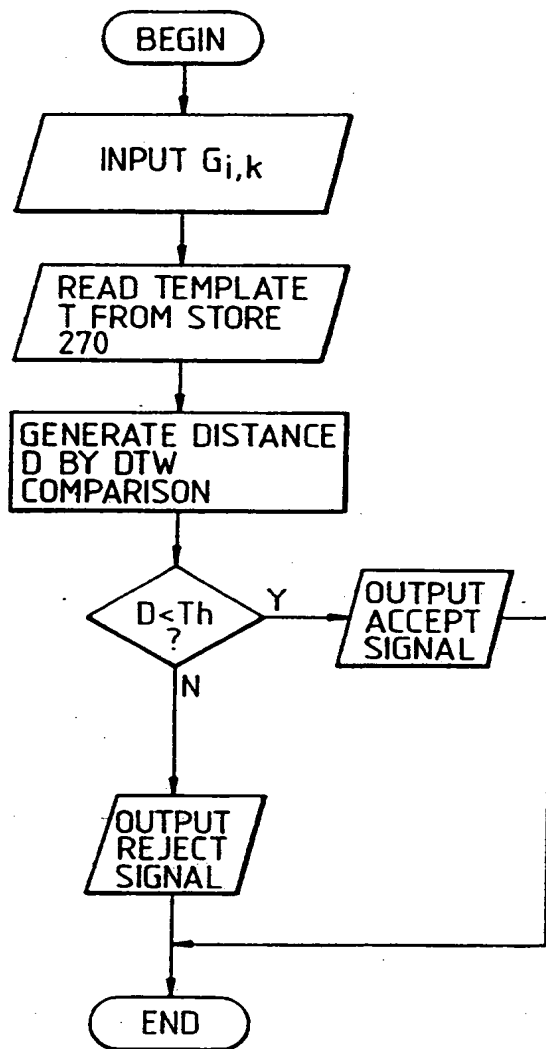 BEGIN
INPUT Gi,k
READ TEMPLATE
T FROM STORE
270
GENERATE DISTANCE
D BY DTW
COMPARISON
D<Th
?
Y
OUTPUT
ACCEPT
SIGNAL
N
OUTPUT
REJECT
SIGNAL
END